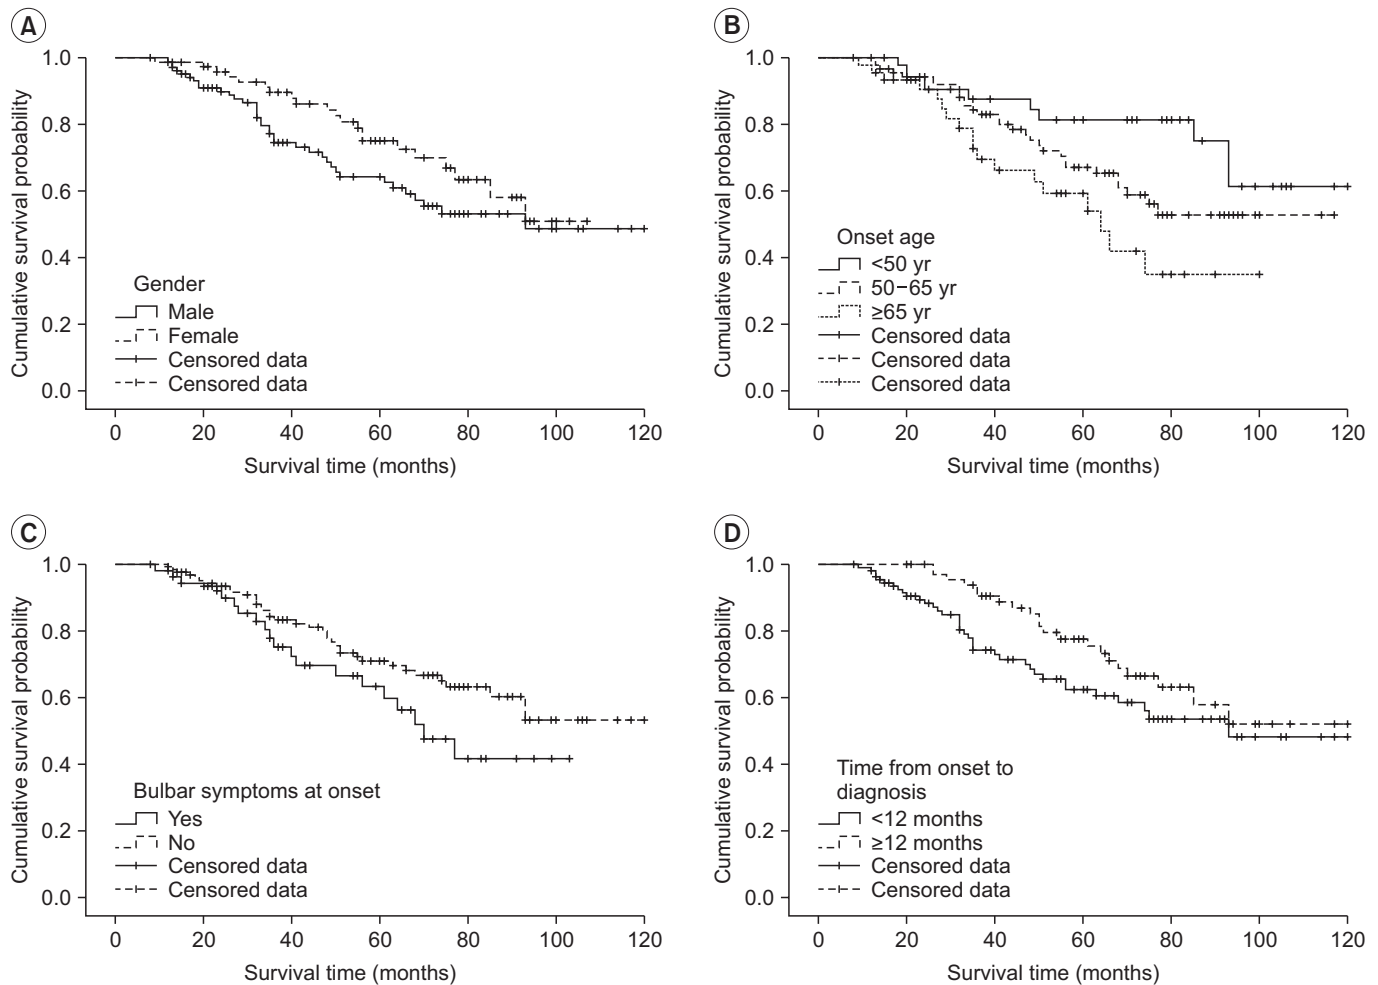 A
Cumulative survival probability
1.0
0.8
0.6
0.4
0.2
0.0
Gender
Male
Female
Censored data
Censored data
0 20 40 60 80 100 120
Survival time (months)
B
Cumulative survival probability
1.0
0.8
0.6
0.4
0.2
0.0
Onset age
<50 yr
50–65 yr
≥65 yr
Censored data
Censored data
Censored data
0 20 40 60 80 100 120
Survival time (months)
C
Cumulative survival probability
1.0
0.8
0.6
0.4
0.2
0.0
Bulbar symptoms at onset
Yes
No
Censored data
Censored data
0 20 40 60 80 100 120
Survival time (months)
D
Cumulative survival probability
1.0
0.8
0.6
0.4
0.2
0.0
Time from onset to
diagnosis
<12 months
≥12 months
Censored data
Censored data
0 20 40 60 80 100 120
Survival time (months)